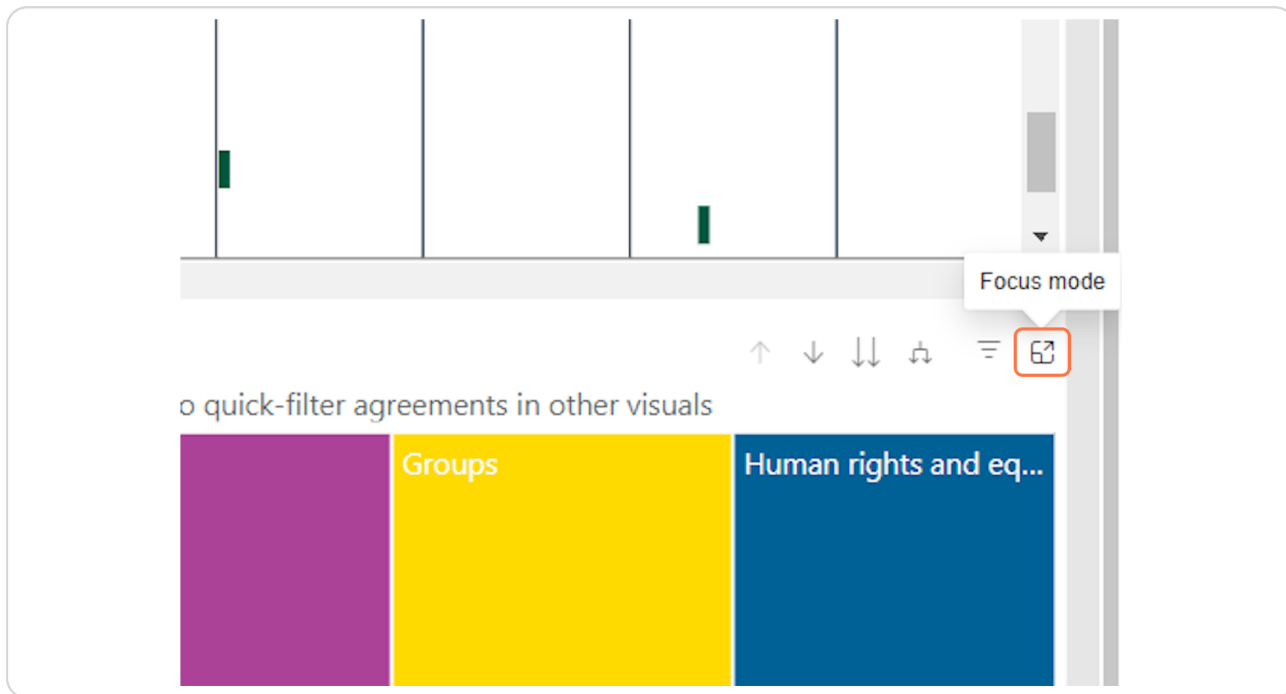 Focus mode
o quick-filter agreements in other visuals
Groups
Human rights and eq...